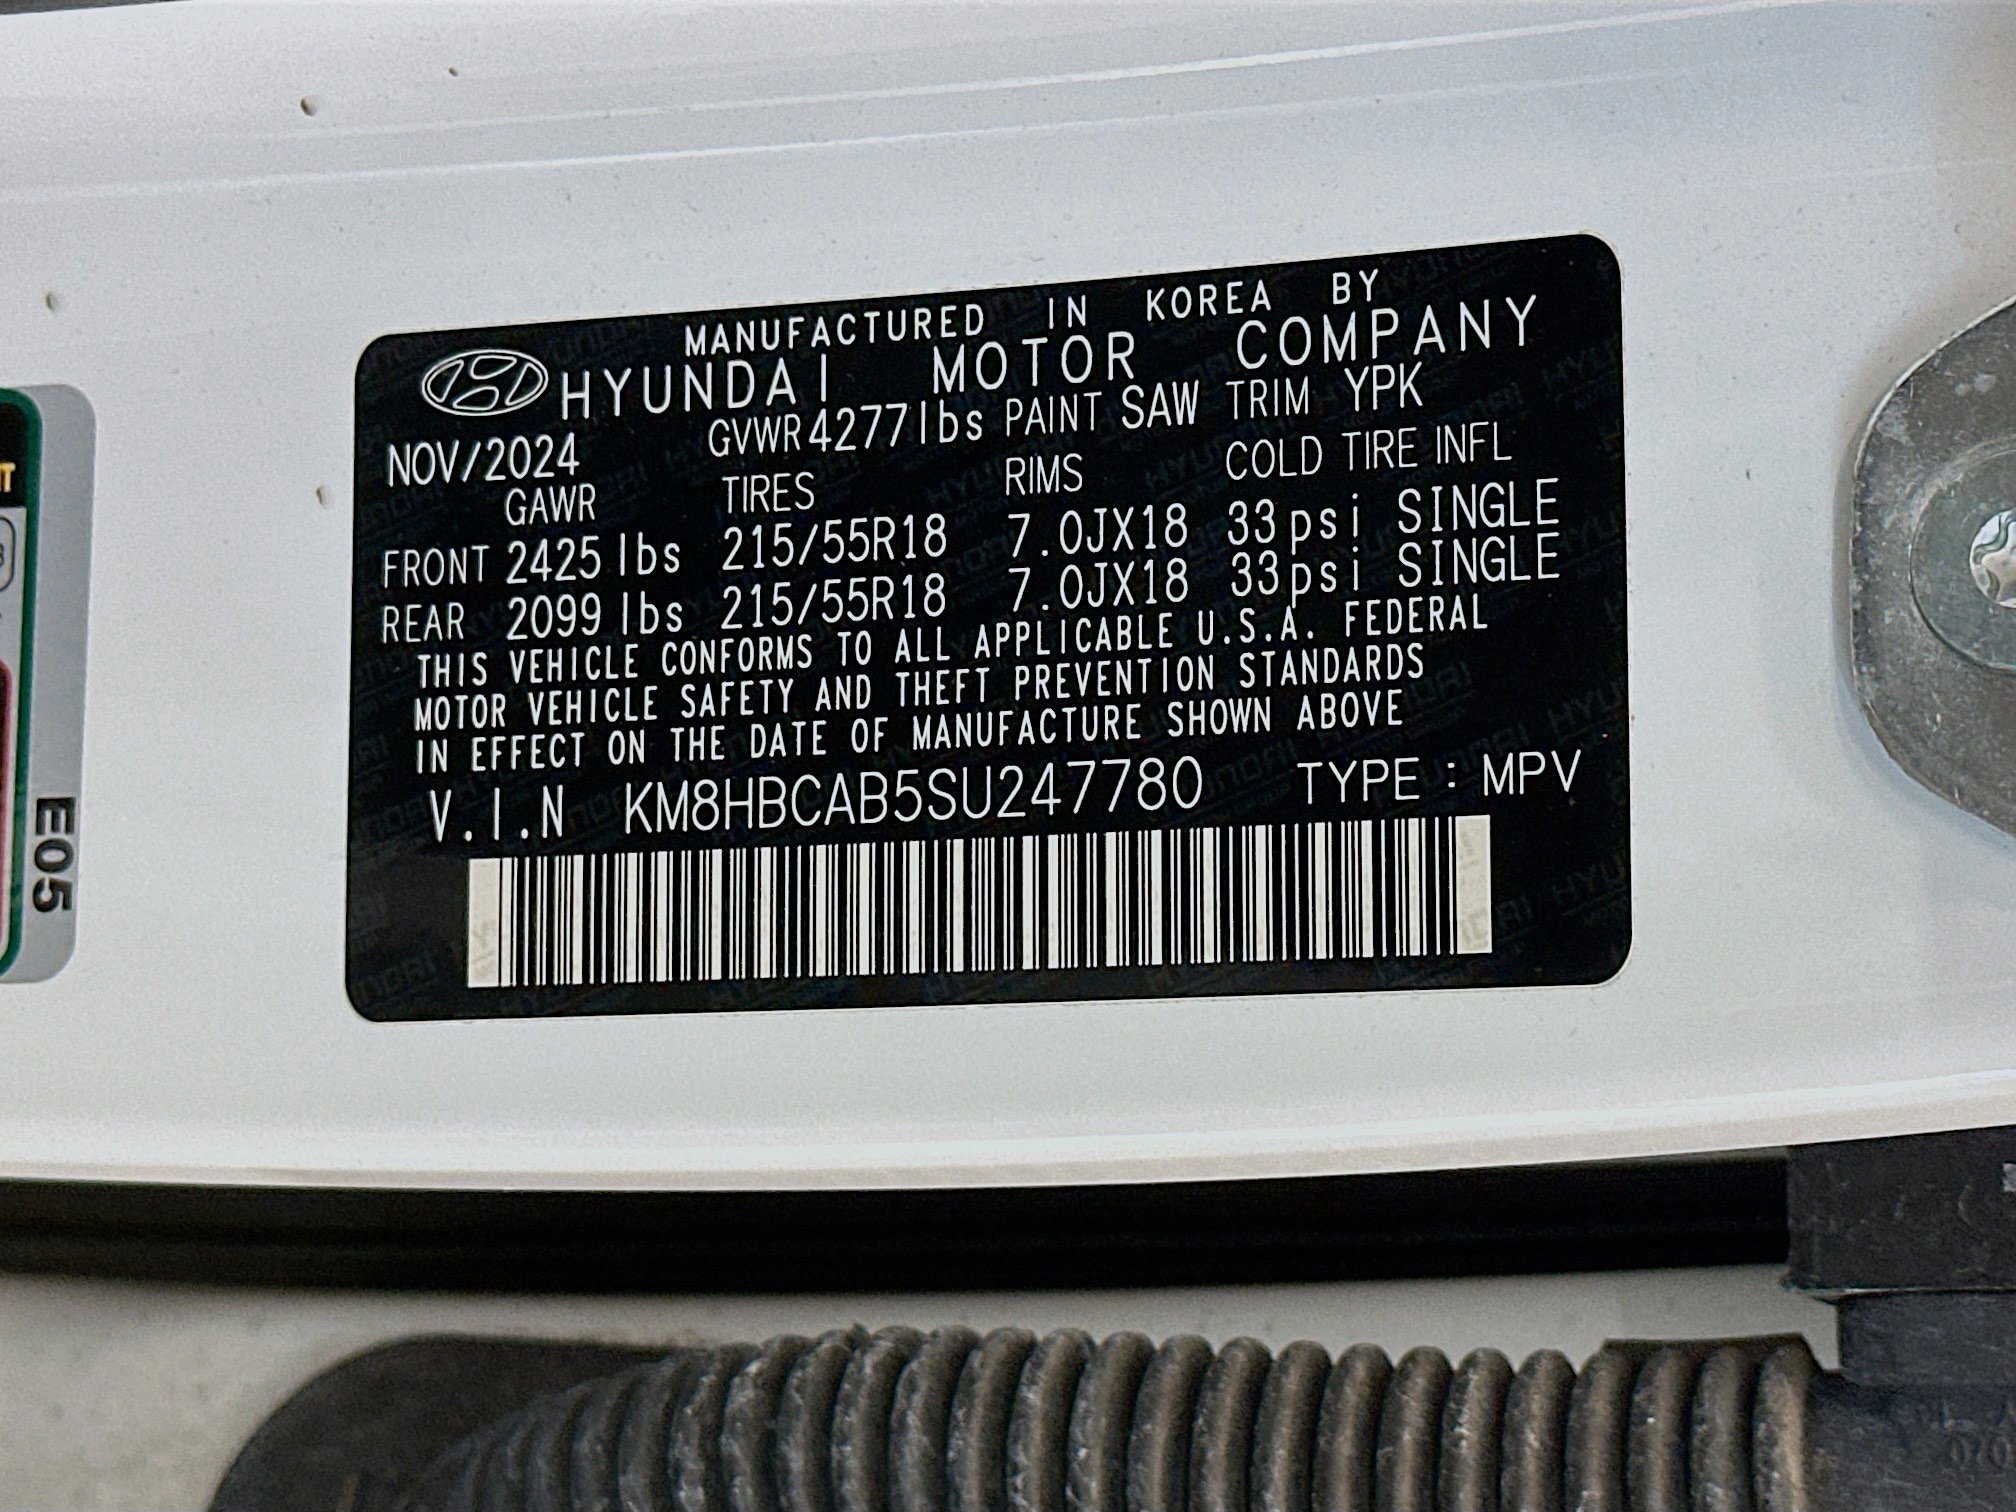 MANUFACTURED IN KOREA BY
HYUNDAI MOTOR COMPANY
NOV/2024 GVWR 4277lbs PAINT SAW TRIM YPK
GAWR TIRES RIMS COLD TIRE INFL
FRONT 2425 lbs 215/55R18 7.0JX18 33psi SINGLE
REAR 2099 lbs 215/55R18 7.0JX18 33psi SINGLE
THIS VEHICLE CONFORMS TO ALL APPLICABLE U.S.A. FEDERAL
MOTOR VEHICLE SAFETY AND THEFT PREVENTION STANDARDS
IN EFFECT ON THE DATE OF MANUFACTURE SHOWN ABOVE
V.I.N KM8HBCAB5SU247780 TYPE : MPV
E05